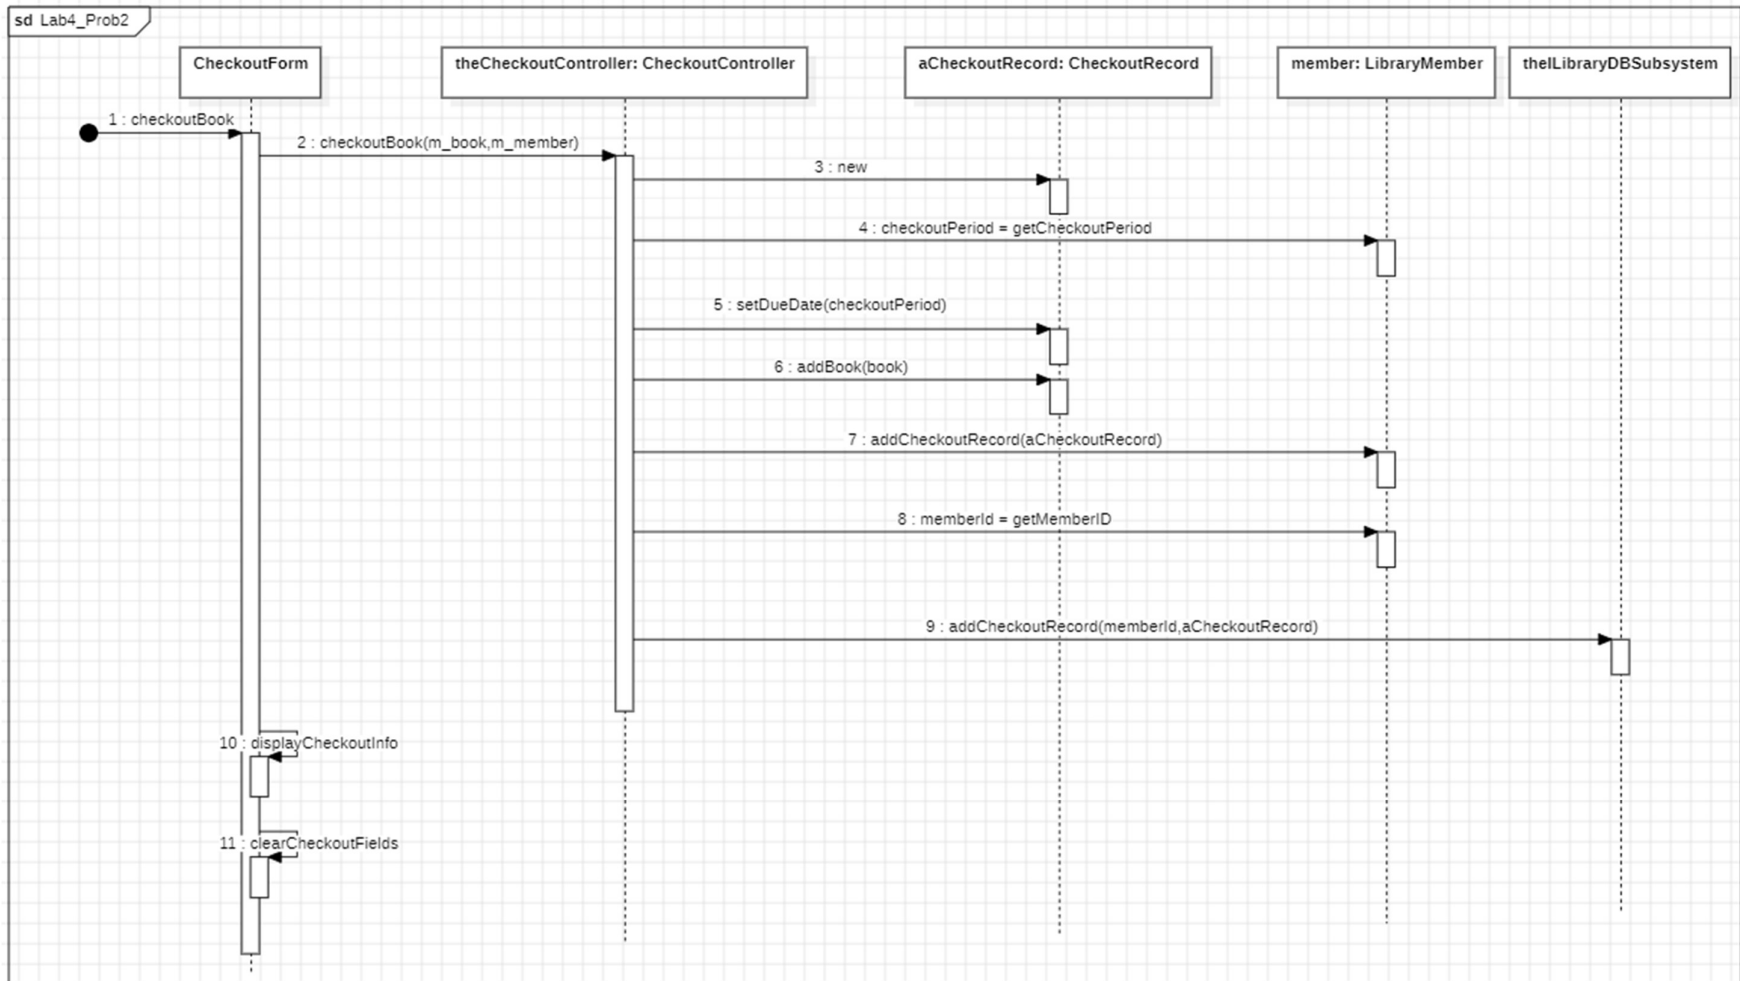 sd Lab4_Prob2
CheckoutForm
theCheckoutController: CheckoutController
aCheckoutRecord: CheckoutRecord
member: LibraryMember
theILibraryDBSubsystem
1 : checkoutBook
2 : checkoutBook(m_book,m_member)
3 : new
4 : checkoutPeriod = getCheckoutPeriod
5 : setDueDate(checkoutPeriod)
6 : addBook(book)
7 : addCheckoutRecord(aCheckoutRecord)
8 : memberId = getMemberID
9 : addCheckoutRecord(memberId,aCheckoutRecord)
10 : displayCheckoutInfo
11 : clearCheckoutFields